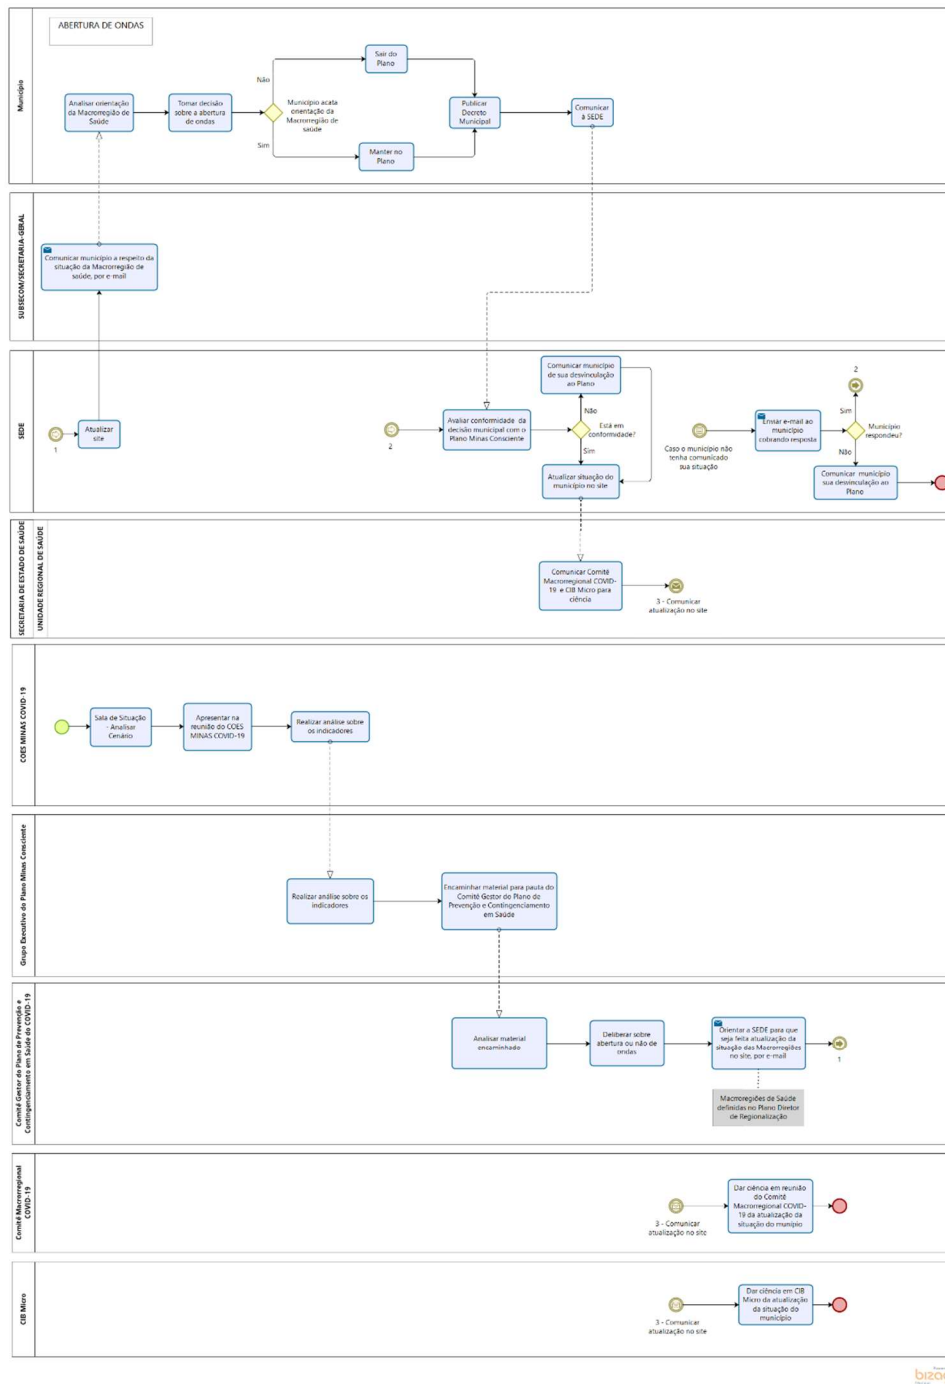 ABERTURA DE ONDAS
Município
Analisar orientação
da Macrorregião de
Saúde
Tomar decisão
sobre a abertura
de ondas
Não
Sim
Município acata
orientação da
Macrorregião de
saúde
Sair do
Plano
Manter no
Plano
Publicar
Decreto
Municipal
Comunicar
à SEDE
SUBSECOM/SECRETARIA-GERAL
Comunicar município a respeito da
situação da Macrorregião de
saúde, por e-mail
SEDE
1
Atualizar
site
2
Avaliar conformidade da
decisão municipal com o
Plano Minas Consciente
Comunicar município
de sua desvinculação
ao Plano
Não
Está em
conformidade?
Sim
Atualizar situação do
município no site
Caso o município não
tenha comunicado
sua situação
Enviar e-mail ao
município
cobrando resposta
2
Sim
Município
respondeu?
Não
Comunicar município
sua desvinculação ao
Plano
SECRETARIA DE ESTADO DE SAÚDE
UNIDADE REGIONAL DE SAÚDE
Comunicar Comitê
Macrorregional COVID-
19 e CIB Micro para
ciência
3 - Comunicar
atualização no site
COES MINAS COVID-19
Sala de Situação
- Analisar
Cenário
Apresentar na
reunião do COES
MINAS COVID-19
Realizar análise sobre
os indicadores
Grupo Executivo do Plano Minas Consciente
Realizar análise sobre os
indicadores
Encaminhar material para pauta do
Comitê Gestor do Plano de
Prevenção e Contingenciamento
em Saúde
Comitê Gestor do Plano de Prevenção e
Contingenciamento em Saúde do COVID-19
Analisar material
encaminhado
Deliberar sobre
abertura ou não de
ondas
Orientar a SEDE para que
seja feita atualização da
situação das Macrorregiões
no site, por e-mail
1
Macrroregiões de Saúde
definidas no Plano Diretor
de Regionalização
Comitê Macrorregional
COVID-19
3 - Comunicar
atualização no site
Dar ciência em reunião
do Comitê
Macrorregional COVID-
19 da atualização da
situação do munípio
CIB Micro
3 - Comunicar
atualização no site
Dar ciência em CIB
Micro da atualização
da situação do
município